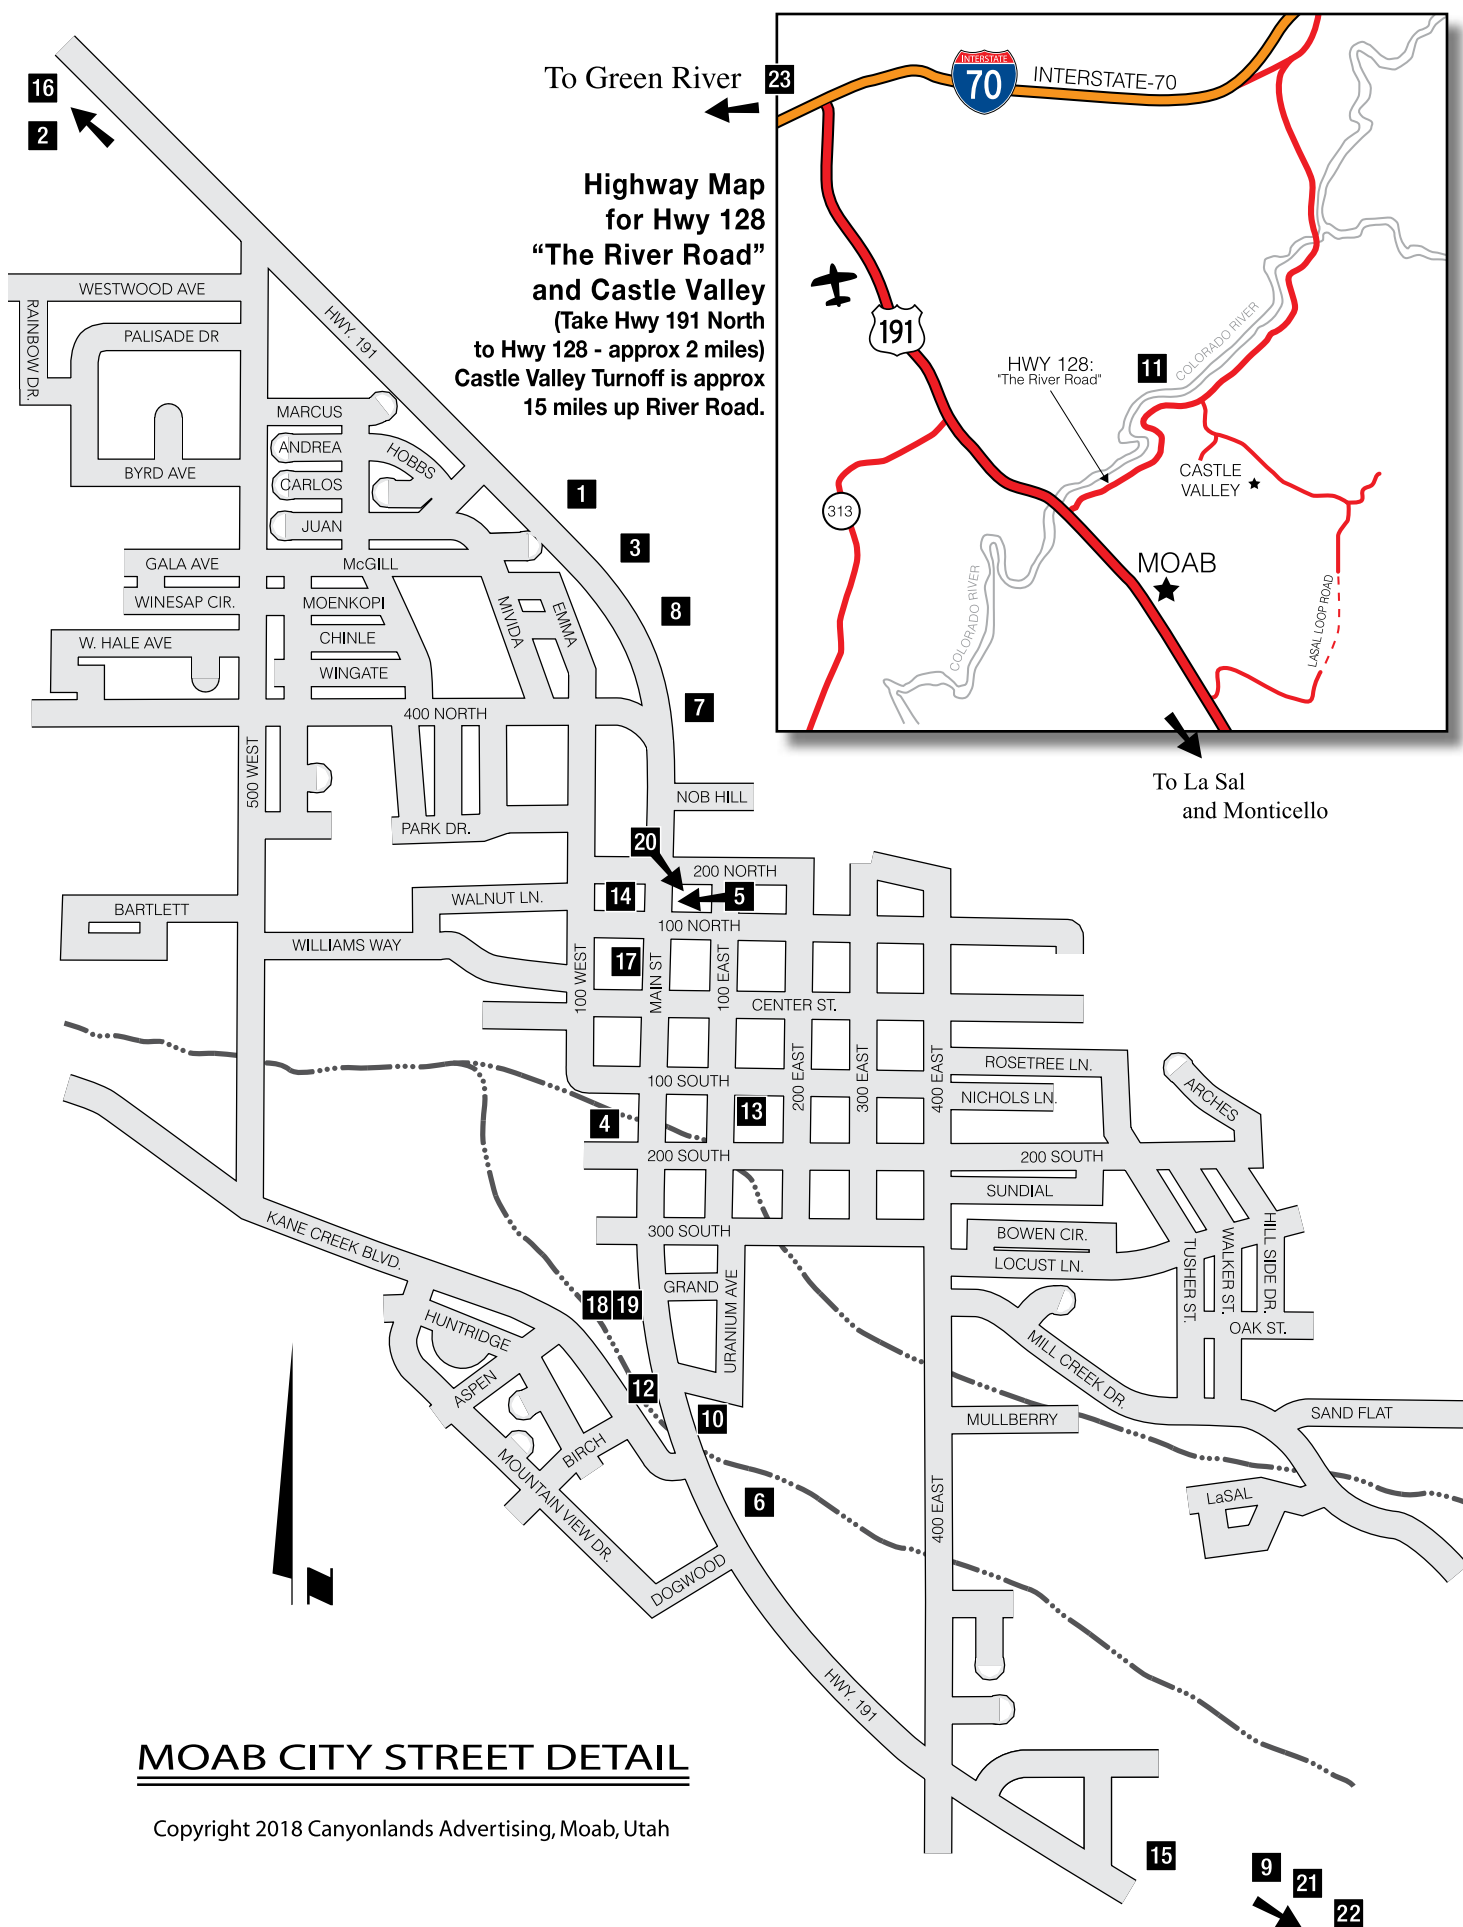 16
2
To Green River
23
INTERSTATE
70
INTERSTATE-70
Highway Map
for Hwy 128
“The River Road”
and Castle Valley
(Take Hwy 191 North
to Hwy 128 - approx 2 miles)
Castle Valley Turnoff is approx
15 miles up River Road.
191
HWY 128:
"The River Road"
11
COLORADO RIVER
CASTLE
VALLEY
313
MOAB
COLORADO RIVER
LASAL LOOP ROAD
To La Sal
and Monticello
WESTWOOD AVE
RAINBOW DR.
PALISADE DR
HWY. 191
MARCUS
ANDREA
HOBBS
BYRD AVE
CARLOS
1
JUAN
3
GALA AVE
McGILL
WINESAP CIR.
MOENKOPI
MIVIDA
EMMA
8
W. HALE AVE
CHINLE
WINGATE
7
400 NORTH
500 WEST
NOB HILL
PARK DR.
20
200 NORTH
14
5
WALNUT LN.
BARTLETT
100 NORTH
WILLIAMS WAY
17
100 WEST
MAIN ST
100 EAST
CENTER ST.
200 EAST
300 EAST
400 EAST
ROSETREE LN.
100 SOUTH
NICHOLS LN.
ARCHES
13
4
200 SOUTH
200 SOUTH
SUNDIAL
300 SOUTH
BOWEN CIR.
LOCUST LN.
TUSHER ST.
WALKER ST.
HILL SIDE DR.
KANE CREEK BLVD.
GRAND
URANIUM AVE
18
19
HUNTRIDGE
OAK ST.
MILL CREEK DR.
ASPEN
12
10
MULLBERRY
SAND FLAT
BIRCH
MOUNTAIN VIEW DR.
6
LaSAL
400 EAST
N
DOGWOOD
HWY. 191
MOAB CITY STREET DETAIL
Copyright 2018 Canyonlands Advertising, Moab, Utah
15
9
21
22